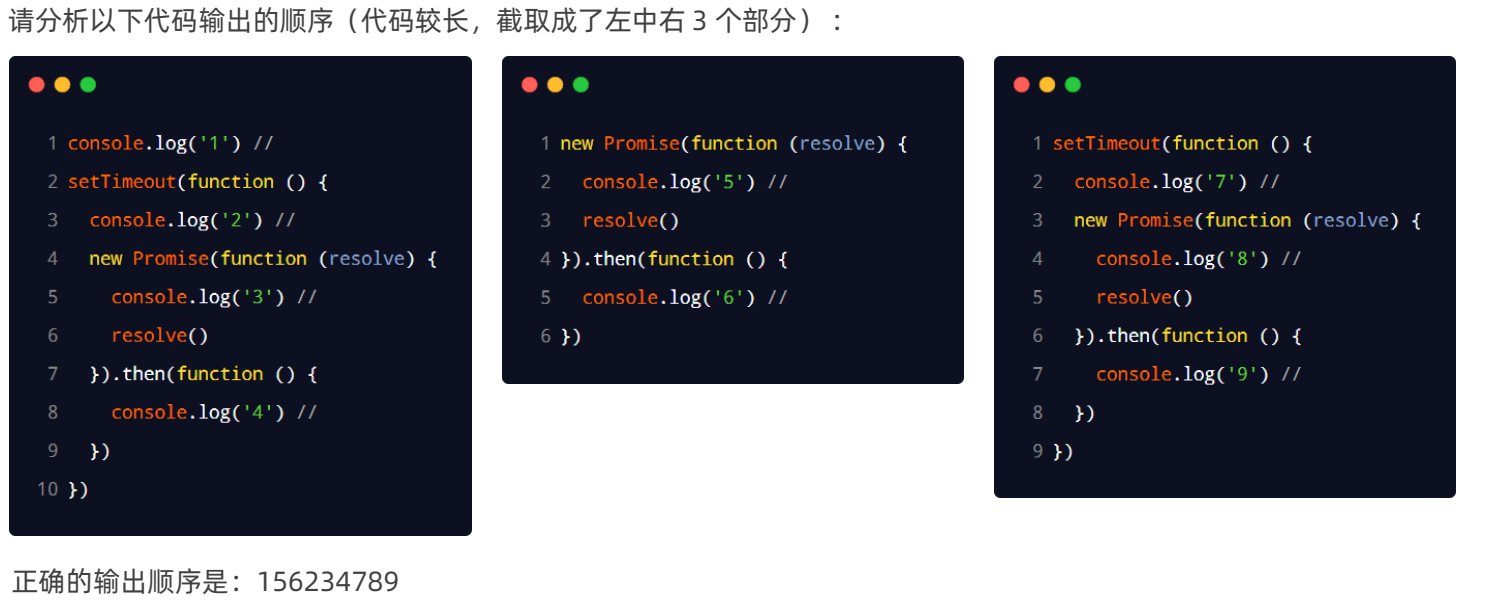 请分析以下代码输出的顺序（代码较长，截取成了左中右 3 个部分）：
1 console.log('1') //
2 setTimeout(function () {
3   console.log('2') //
4   new Promise(function (resolve) {
5     console.log('3') //
6     resolve()
7   }).then(function () {
8     console.log('4') //
9   })
10 })
1 new Promise(function (resolve) {
2   console.log('5') //
3   resolve()
4 }).then(function () {
5   console.log('6') //
6 })
1 setTimeout(function () {
2   console.log('7') //
3   new Promise(function (resolve) {
4     console.log('8') //
5     resolve()
6   }).then(function () {
7     console.log('9') //
8   })
9 })
正确的输出顺序是：156234789